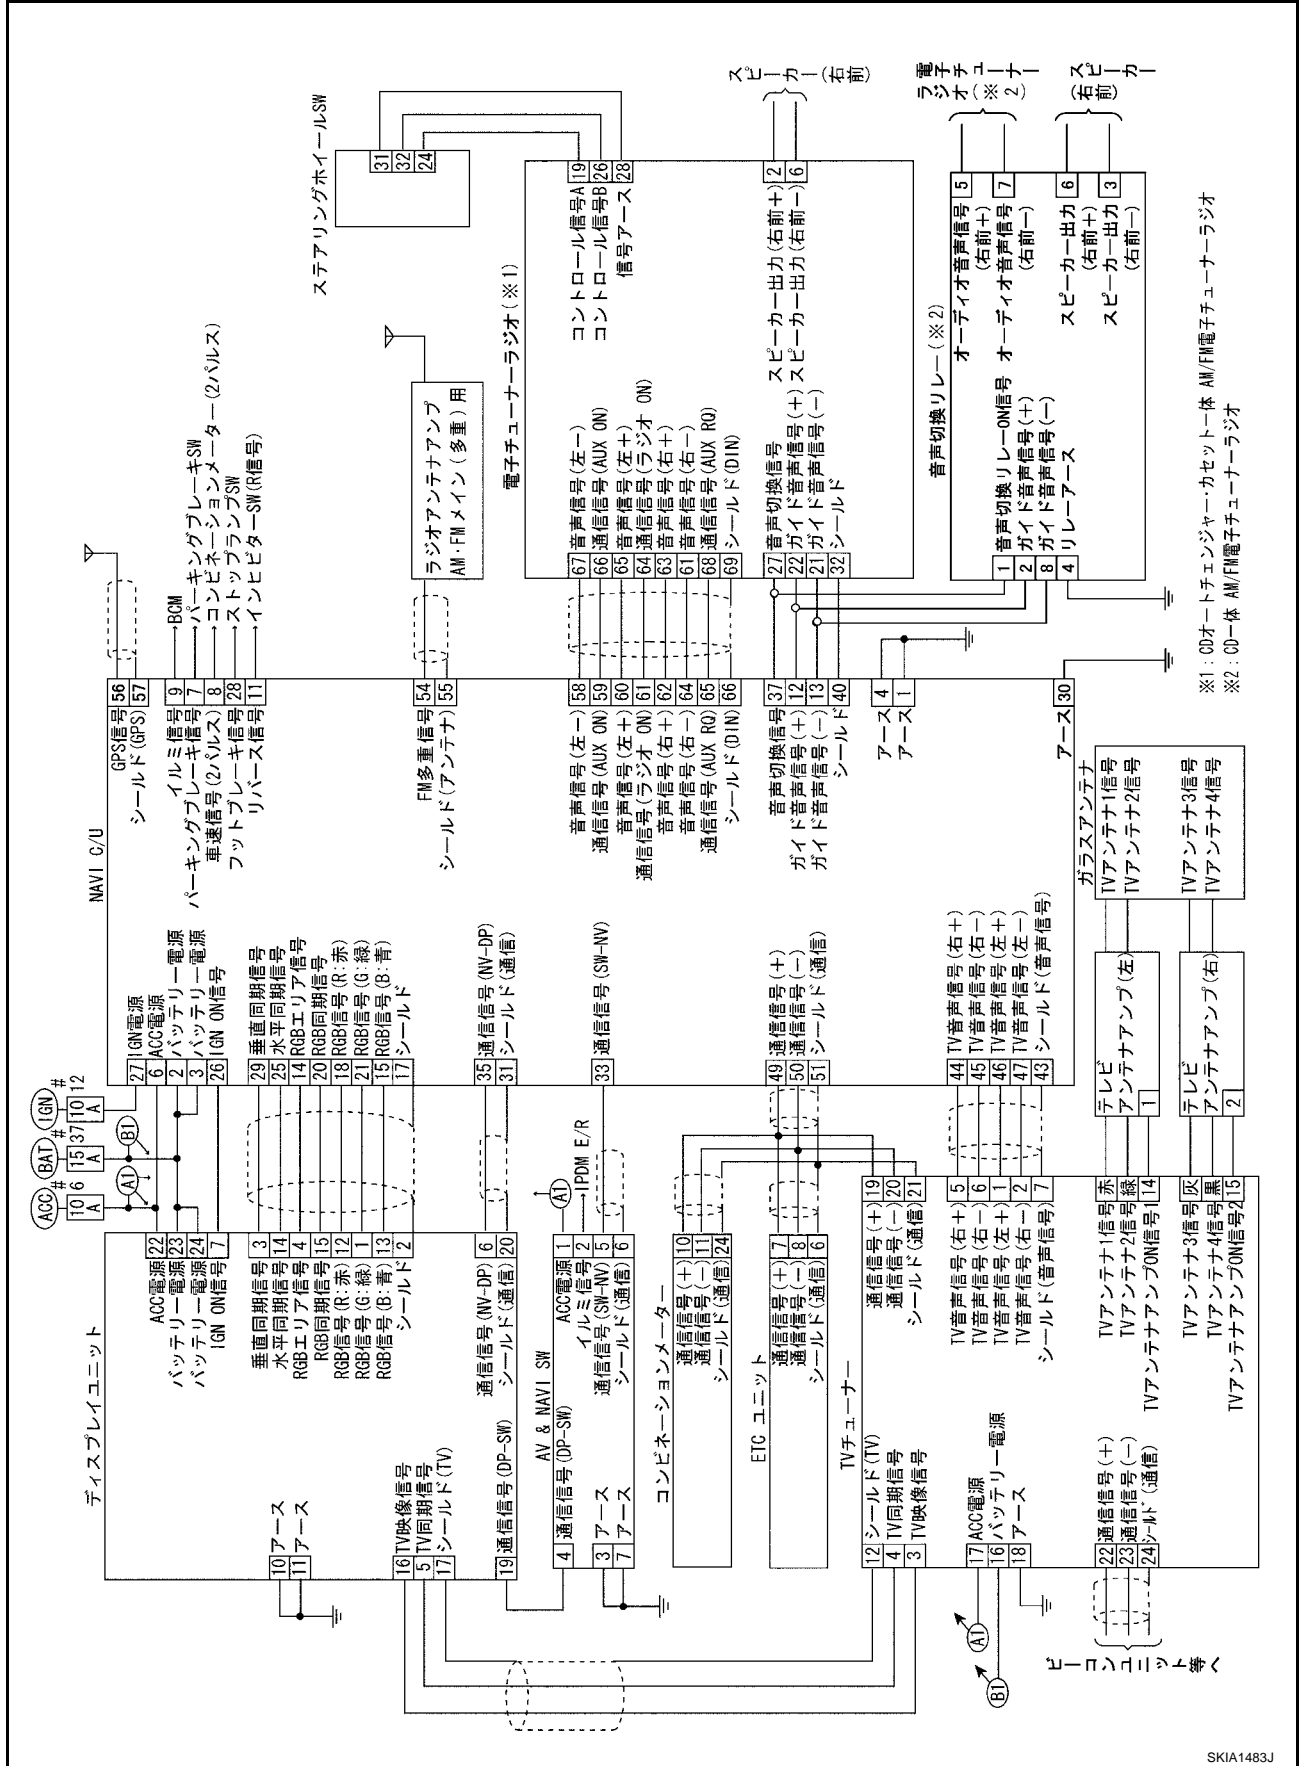 ディスプレイユニット
アース 10
アース 11
16 TV映像信号
5 TV同期信号
17 シールド(TV)
19 通信信号(DP-SW)
ACC電源 22
バッテリー電源 23
バッテリー電源 24
IGN ON信号 7
垂直同期信号 3
水平同期信号 14
RGBエリア信号 4
RGB同期信号 15
RGB信号(R:赤) 12
RGB信号(G:緑) 1
RGB信号(B:青) 13
シールド 2
通信信号(NV-DP) 6
シールド(通信) 20
ACC 10A #6
BAT 15A #37
IGN 10A #12
A1
B1
NAVI C/U
27 IGN電源
6 ACC電源
2 バッテリー電源
3 バッテリー電源
26 IGN ON信号
29 垂直同期信号
25 水平同期信号
14 RGBエリア信号
20 RGB同期信号
18 RGB信号(R:赤)
21 RGB信号(G:緑)
15 RGB信号(B:青)
17 シールド
35 通信信号(NV-DP)
31 シールド(通信)
33 通信信号(SW-NV)
49 通信信号(+)
50 通信信号(-)
51 シールド(通信)
44 TV音声信号(右+)
45 TV音声信号(右-)
46 TV音声信号(左+)
47 TV音声信号(左-)
43 シールド(音声信号)
GPS信号 56
シールド(GPS) 57
イルミ信号 9 →BCM
パーキングブレーキ信号 7 →パーキングブレーキSW
車速信号(2パルス) 8 →コンビネーションメーター(2パルス)
フットブレーキ信号 28 →ストップランプSW
リバース信号 11 →インヒビターSW(R信号)
FM多重信号 54
シールド(アンテナ) 55
音声信号(左-) 58
通信信号(AUX ON) 59
音声信号(左+) 60
通信信号(ラジオ ON) 61
音声信号(右+) 62
音声信号(右-) 64
通信信号(AUX RQ) 65
シールド(DIN) 66
音声切換信号 37
ガイド音声信号(+) 12
ガイド音声信号(-) 13
シールド 40
アース 4
アース 1
アース 30
ステアリングホイールSW
31
32
24
ラジオアンテナアンプ
AM・FMメイン(多重)用
電子チューナーラジオ(※1)
67 音声信号(左-)
66 通信信号(AUX ON)
65 音声信号(左+)
64 通信信号(ラジオ ON)
63 音声信号(右+)
61 音声信号(右-)
68 通信信号(AUX RQ)
69 シールド(DIN)
27 音声切換信号
22 ガイド音声信号(+)
21 ガイド音声信号(-)
32 シールド
コントロール信号A 19
コントロール信号B 26
信号アース 28
スピーカー出力(右前+) 2
スピーカー出力(右前-) 6
スピーカー(右前)
音声切換リレー(※2)
1 音声切換リレーON信号
2 ガイド音声信号(+)
8 ガイド音声信号(-)
4 リレーアース
オーディオ音声信号(右前+) 5
オーディオ音声信号(右前-) 7
スピーカー出力(右前+) 6
スピーカー出力(右前-) 3
電子チューナーラジオ(※2)
スピーカー(右前)
※1:CDオートチェンジャー・カセット一体 AM/FM電子チューナーラジオ
※2:CD一体 AM/FM電子チューナーラジオ
AV & NAVI SW
4 通信信号(DP-SW)
3 アース
7 アース
ACC電源 1 A1
イルミ信号 2 →IPDM E/R
通信信号(SW-NV) 5
シールド(通信) 6
コンビネーションメーター
通信信号(+) 10
通信信号(-) 11
シールド(通信) 24
ETC ユニット
通信信号(+) 7
通信信号(-) 8
シールド(通信) 6
TVチューナー
12 シールド(TV)
4 TV同期信号
3 TV映像信号
17 ACC電源
16 バッテリー電源
18 アース
22 通信信号(+)
23 通信信号(-)
24 シールド(通信)
A1
B1
ビーコンユニット等へ
通信信号(+) 19
通信信号(-) 20
シールド(通信) 21
TV音声信号(右+) 5
TV音声信号(右-) 6
TV音声信号(左+) 1
TV音声信号(右-) 2
シールド(音声信号) 7
TVアンテナ1信号 赤
TVアンテナ2信号 緑
TVアンテナアンプON信号1 14
TVアンテナ3信号 灰
TVアンテナ4信号 黒
TVアンテナアンプON信号2 15
テレビ
アンテナアンプ(左)
1
テレビ
アンテナアンプ(右)
2
ガラスアンテナ
TVアンテナ1信号
TVアンテナ2信号
TVアンテナ3信号
TVアンテナ4信号
SKIA1483J